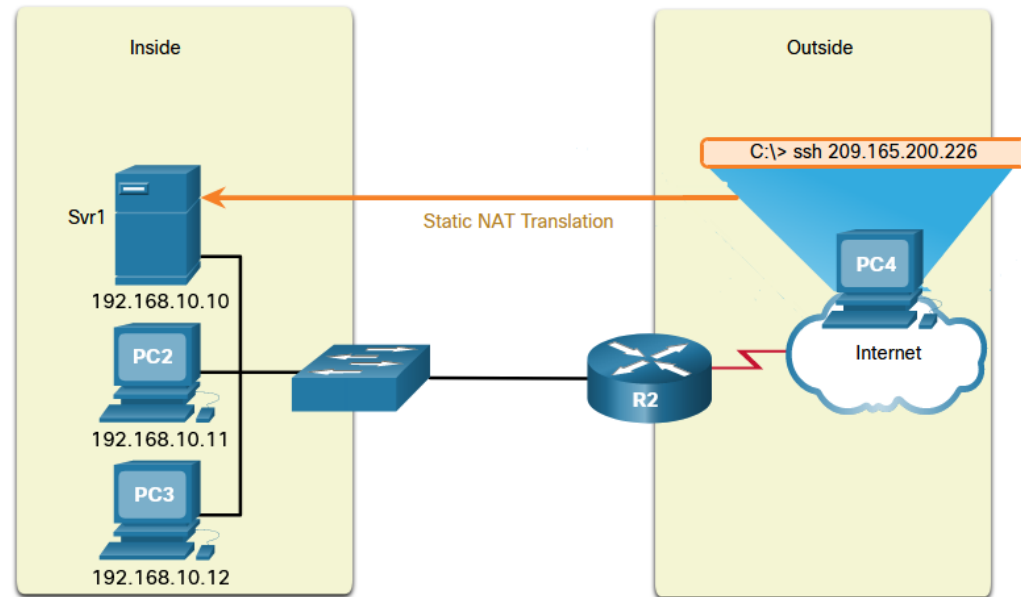 Inside
Outside
C:\> ssh 209.165.200.226
Svr1
Static NAT Translation
PC4
192.168.10.10
PC2
Internet
R2
192.168.10.11
PC3
192.168.10.12